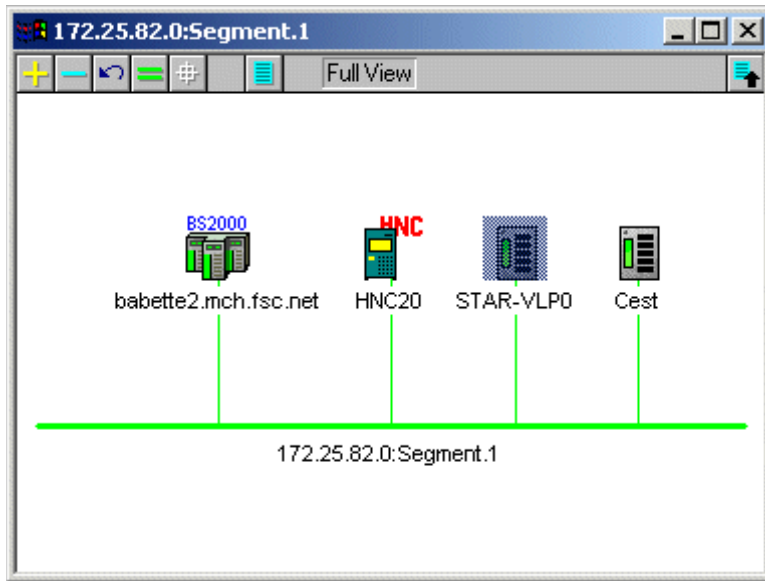 172.25.82.0:Segment.1
Full View
BS2000
HNC
babette2.mch.fsc.net
HNC20
STAR-VLP0
Cest
172.25.82.0:Segment.1